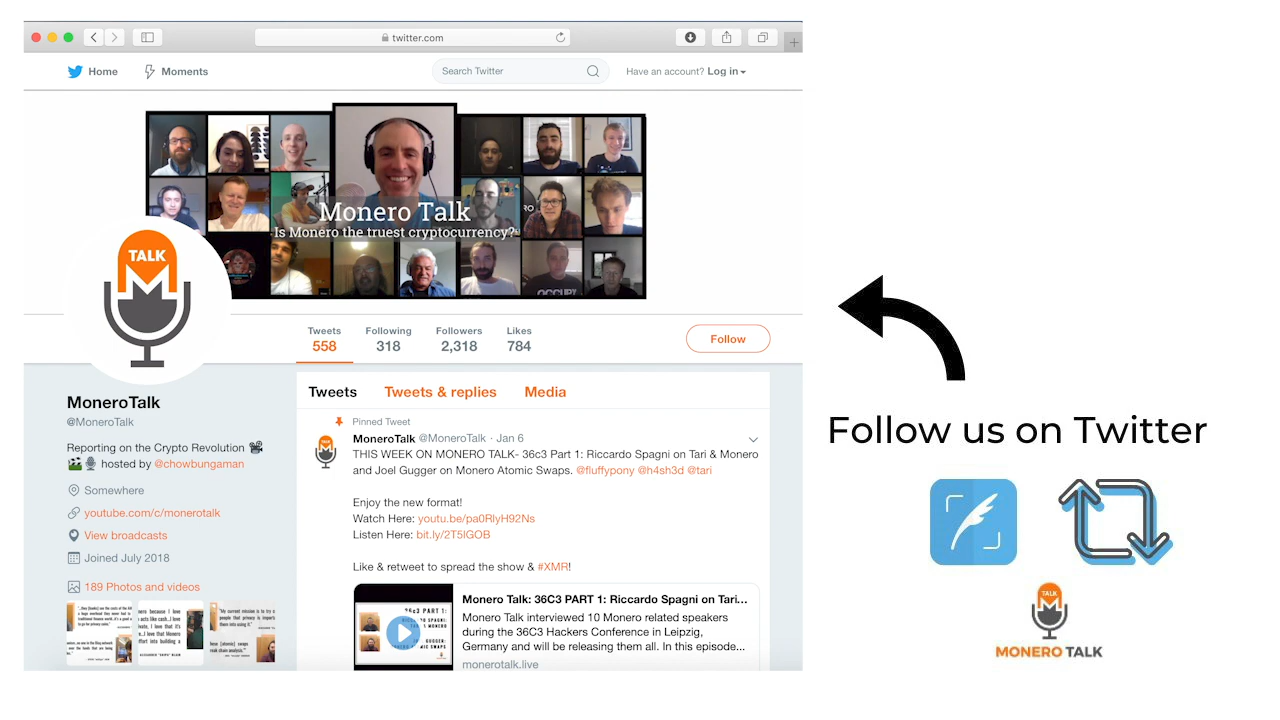 twitter.com
Home
Moments
Search Twitter
Have an account? Log in
Monero Talk
Is Monero the truest cryptocurrency?
TALK
Tweets
558
Following
318
Followers
2,318
Likes
784
Follow
MoneroTalk
@MoneroTalk
Reporting on the Crypto Revolution
hosted by @chowbungaman
Somewhere
youtube.com/c/monerotalk
View broadcasts
Joined July 2018
189 Photos and videos
Tweets
Tweets & replies
Media
Pinned Tweet
MoneroTalk @MoneroTalk · Jan 6
THIS WEEK ON MONERO TALK- 36c3 Part 1: Riccardo Spagni on Tari & Monero
and Joel Gugger on Monero Atomic Swaps. @fluffypony @h4sh3d @tari
Enjoy the new format!
Watch Here: youtu.be/pa0RlyH92Ns
Listen Here: bit.ly/2T5IGOB
Like & retweet to spread the show & #XMR!
36C3 PART 1:
Monero Talk: 36C3 PART 1: Riccardo Spagni on Tari...
Monero Talk interviewed 10 Monero related speakers
during the 36C3 Hackers Conference in Leipzig,
Germany and will be releasing them all. In this episode...
monerotalk.live
Follow us on Twitter
TALK
MONERO TALK